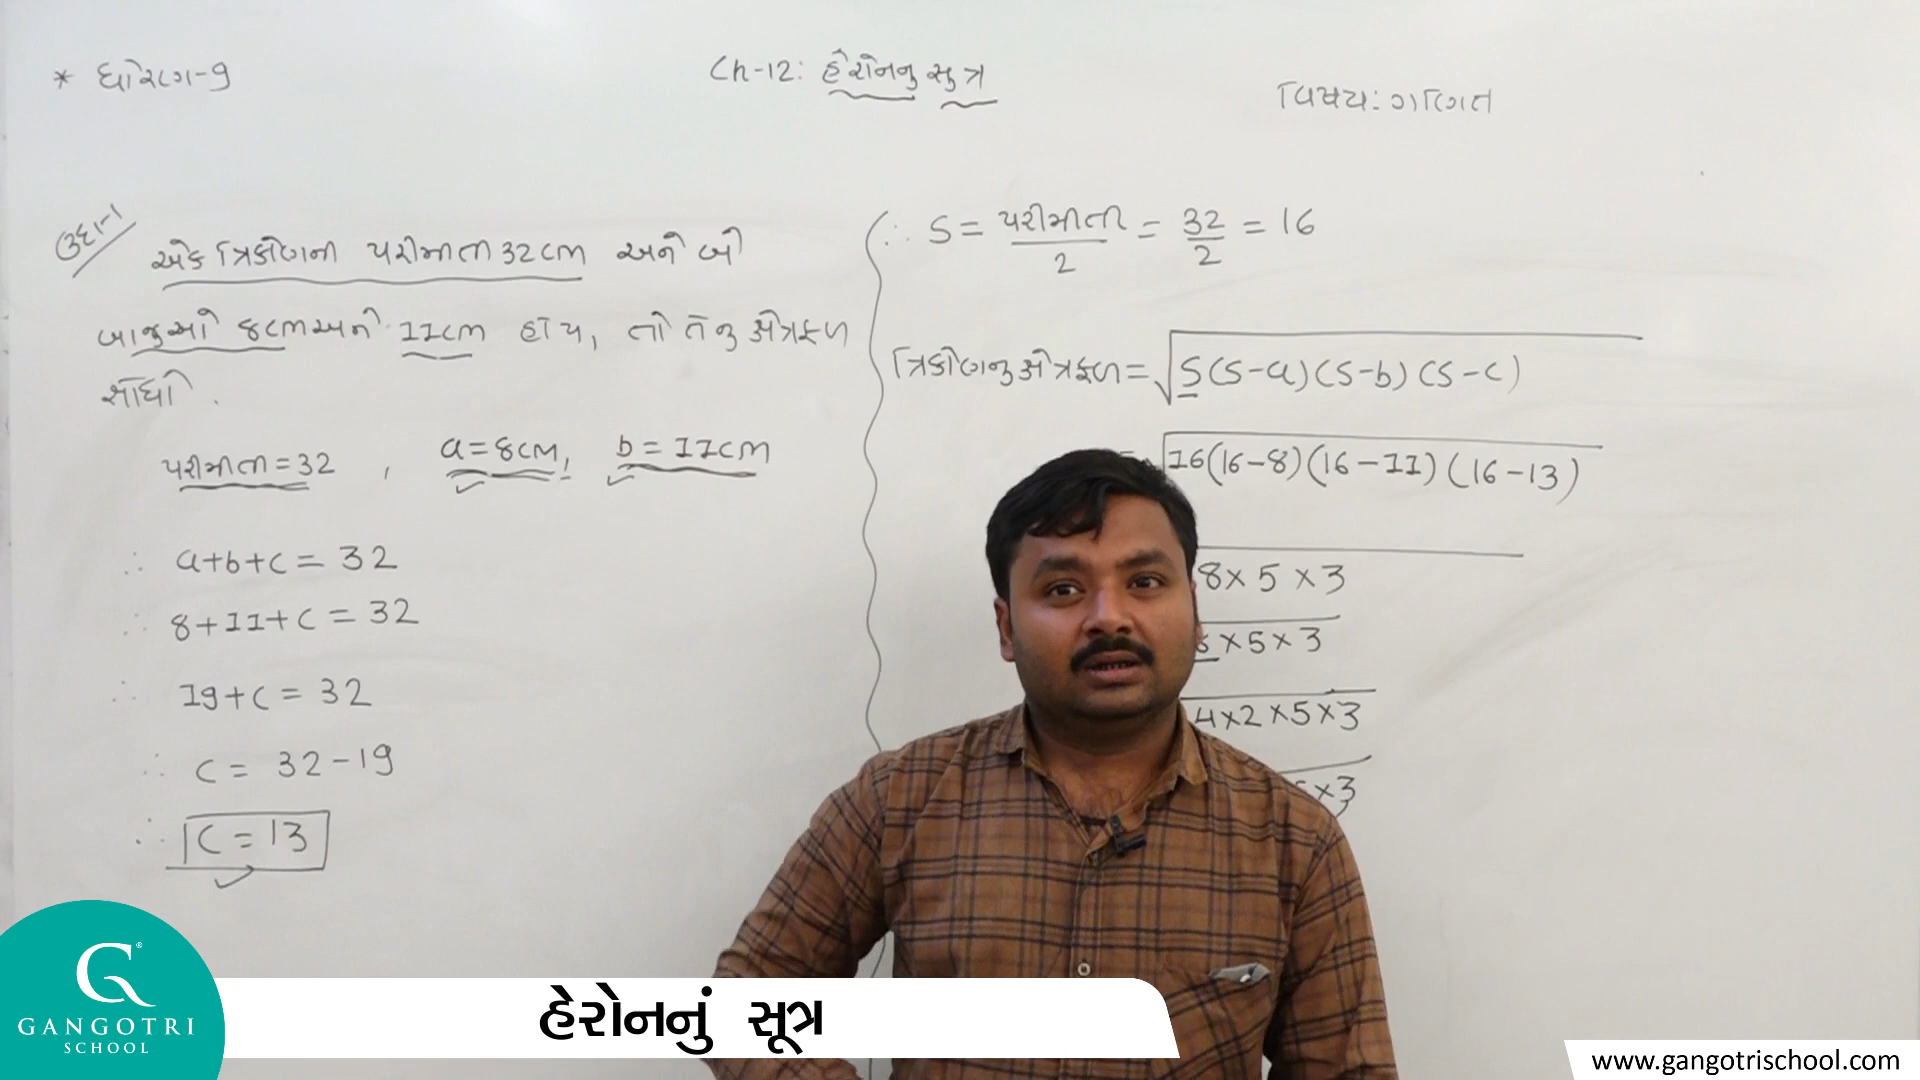 * ધોરણ-9
Ch-12: હેરોનનુ સુત્ર
વિષય: ગણિત
ઉદા-1
એક ત્રિકોણની પરીમીતી 32cm અને બે
બાજુઓ 8cm અને 11cm હોય, તો તેનુ ક્ષેત્રફળ
શોધો.
પરીમીતી = 32 , a = 8cm, b = 11cm
∴ a+b+c = 32
∴ 8+11+c = 32
∴ 19+c = 32
∴ c = 32-19
∴ c = 13
∴ S = પરીમીતી/2 = 32/2 = 16
ત્રિકોણનુ ક્ષેત્રફળ = √S(S-a)(S-b)(S-c)
= √16(16-8)(16-11)(16-13)
8 × 5 × 3
× 5 × 3
4 × 2 × 5 × 3
× 3
G®
GANGOTRI
SCHOOL
હેરોનનું સૂત્ર
www.gangotrischool.com